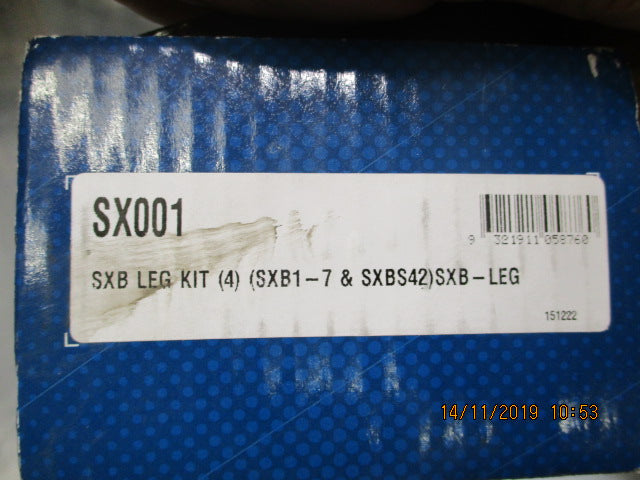 SX001
9 321911 058760
SXB LEG KIT (4) (SXB1-7 & SXBS42)SXB-LEG
151222
14/11/2019 10:53